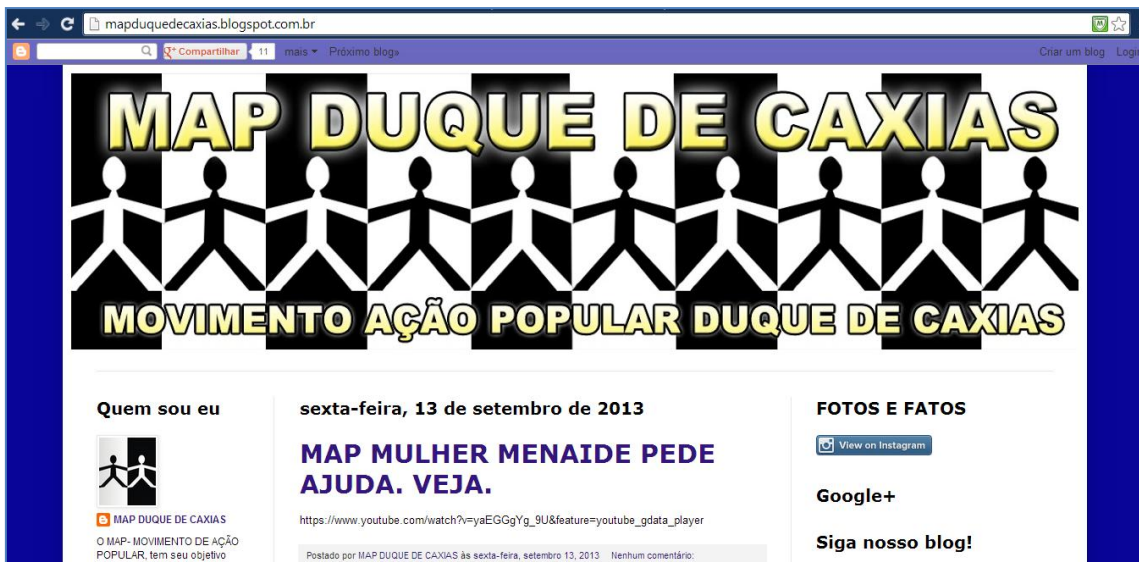 mapduquedecaxias.blogspot.com.br
Compartilhar 11 mais Próximo blog» Criar um blog Login
MAP DUQUE DE CAXIAS
MOVIMENTO AÇÃO POPULAR DUQUE DE CAXIAS
Quem sou eu
MAP DUQUE DE CAXIAS
O MAP- MOVIMENTO DE AÇÃO
POPULAR, tem seu objetivo
sexta-feira, 13 de setembro de 2013
MAP MULHER MENAIDE PEDE
AJUDA. VEJA.
https://www.youtube.com/watch?v=yaEGGgYg_9U&feature=youtube_gdata_player
Postado por MAP DUQUE DE CAXIAS às sexta-feira, setembro 13, 2013 Nenhum comentário:
FOTOS E FATOS
View on Instagram
Google+
Siga nosso blog!